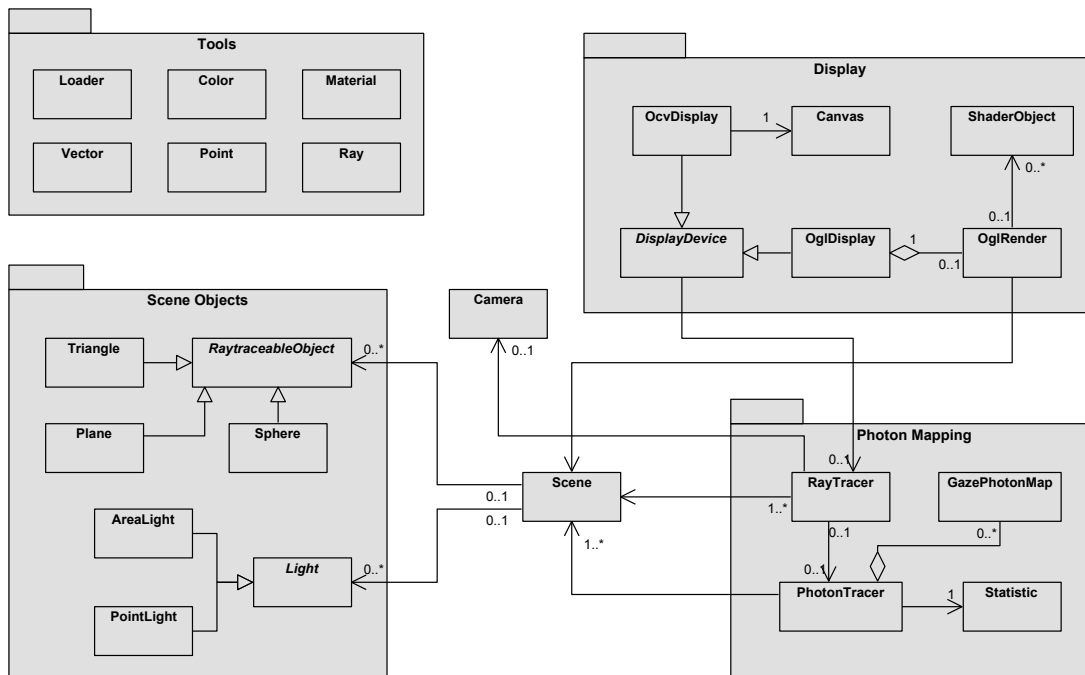 Tools
Loader
Color
Material
Vector
Point
Ray
Display
OcvDisplay
1
Canvas
ShaderObject
0..*
0..1
DisplayDevice
OglDisplay
1
0..1
OglRender
Scene Objects
Triangle
RaytraceableObject
0..*
Plane
Sphere
AreaLight
Light
0..*
PointLight
Camera
0..1
Scene
0..1
0..1
1..*
Photon Mapping
0..1
RayTracer
1..*
0..1
GazePhotonMap
0..*
0..1
PhotonTracer
1
Statistic